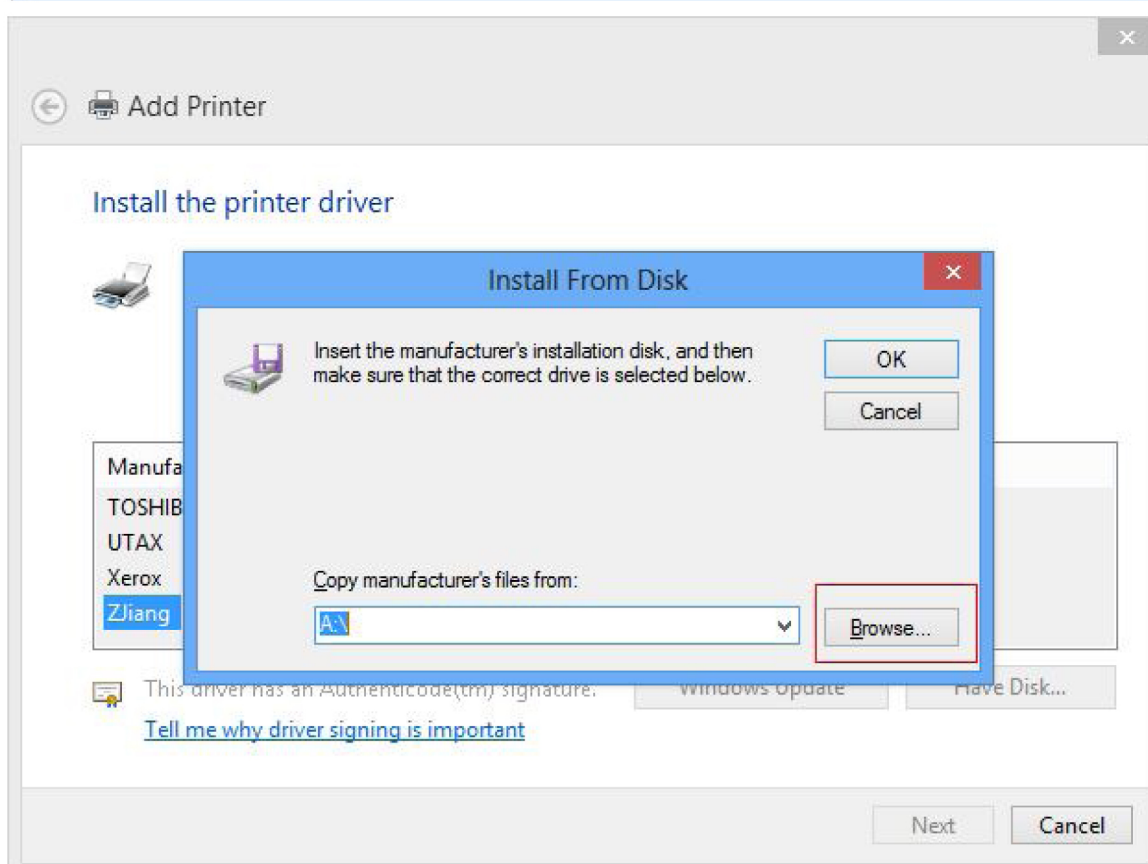 Add Printer
Install the printer driver
Install From Disk
Insert the manufacturer's installation disk, and then
make sure that the correct drive is selected below.
OK
Cancel
Manufa
TOSHIB
UTAX
Xerox
ZJiang
Copy manufacturer's files from:
A:\
Browse...
This driver has an Authenticode(tm) signature.
Windows Update
Have Disk...
Tell me why driver signing is important
Next
Cancel